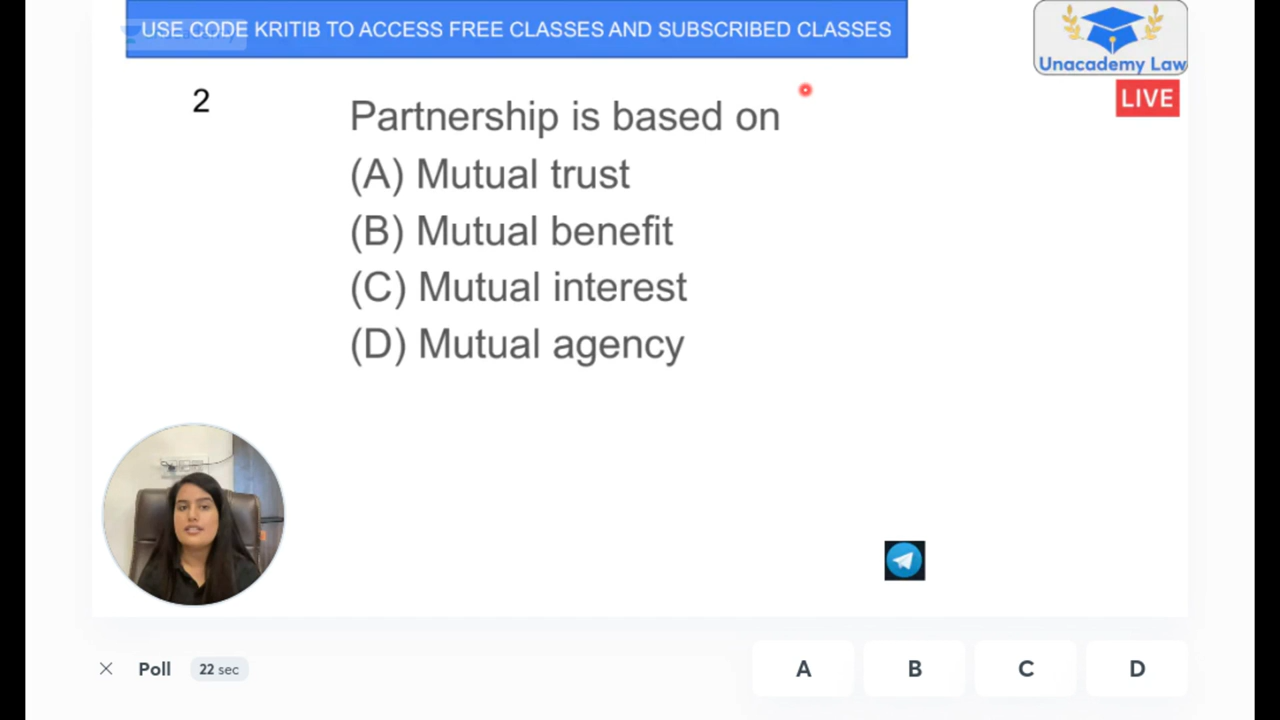 USE CODE KRITIB TO ACCESS FREE CLASSES AND SUBSCRIBED CLASSES
Unacademy Law
LIVE
2
Partnership is based on
(A) Mutual trust
(B) Mutual benefit
(C) Mutual interest
(D) Mutual agency
Poll
22 sec
A
B
C
D